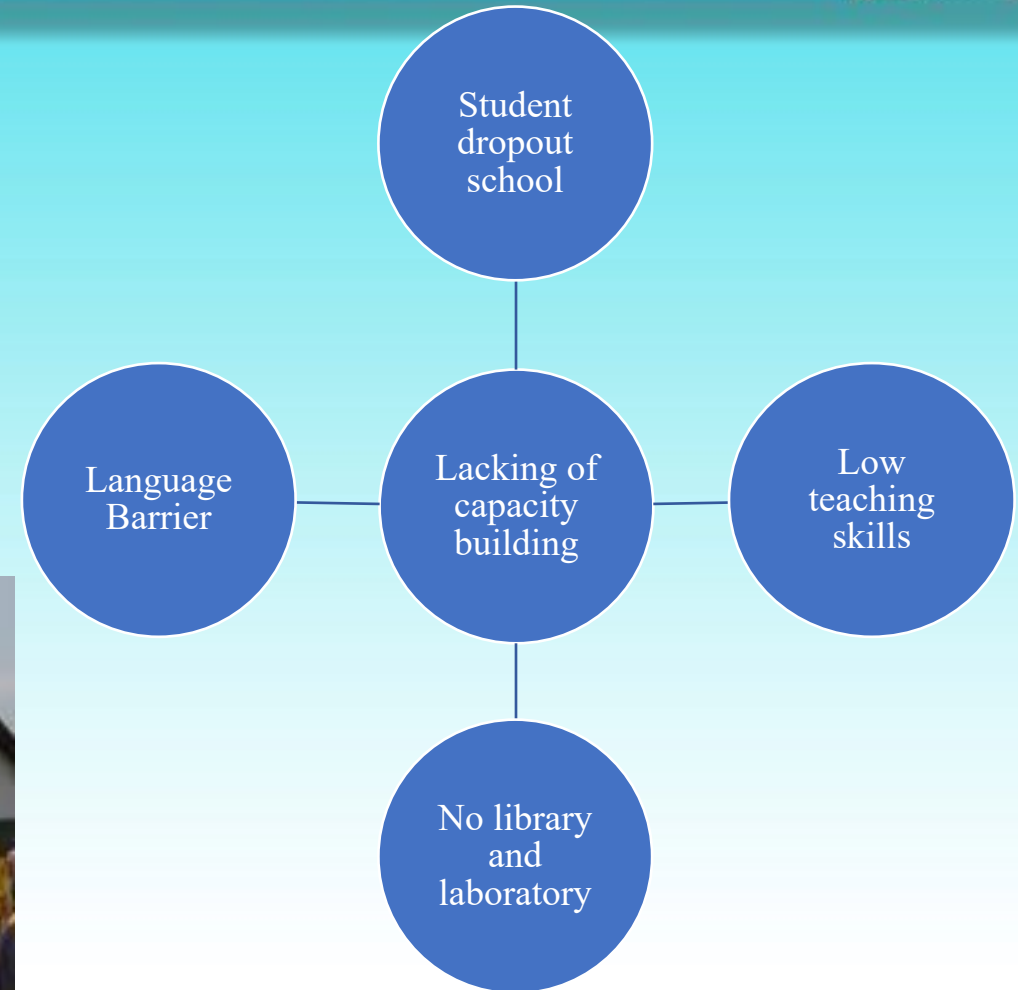 Student
dropout
school
Language
Barrier
Lacking of
capacity
building
Low
teaching
skills
No library
and
laboratory